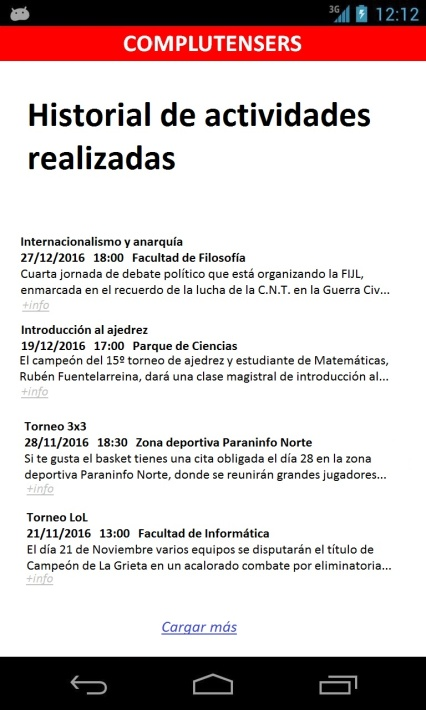 3G 12:12
COMPLUTENSERS
Historial de actividades
realizadas
Internacionalismo y anarquía
27/12/2016 18:00 Facultad de Filosofía
Cuarta jornada de debate político que está organizando la FIJL,
enmarcada en el recuerdo de la lucha de la C.N.T. en la Guerra Civ...
+info
Introducción al ajedrez
19/12/2016 17:00 Parque de Ciencias
El campeón del 15º torneo de ajedrez y estudiante de Matemáticas,
Rubén Fuentelarreina, dará una clase magistral de introducción al...
+info
Torneo 3x3
28/11/2016 18:30 Zona deportiva Paraninfo Norte
Si te gusta el basket tienes una cita obligada el día 28 en la zona
deportiva Paraninfo Norte, donde se reunirán grandes jugadores...
+info
Torneo LoL
21/11/2016 13:00 Facultad de Informática
El día 21 de Noviembre varios equipos se disputarán el título de
Campeón de La Grieta en un acalorado combate por eliminatoria...
+info
Cargar más